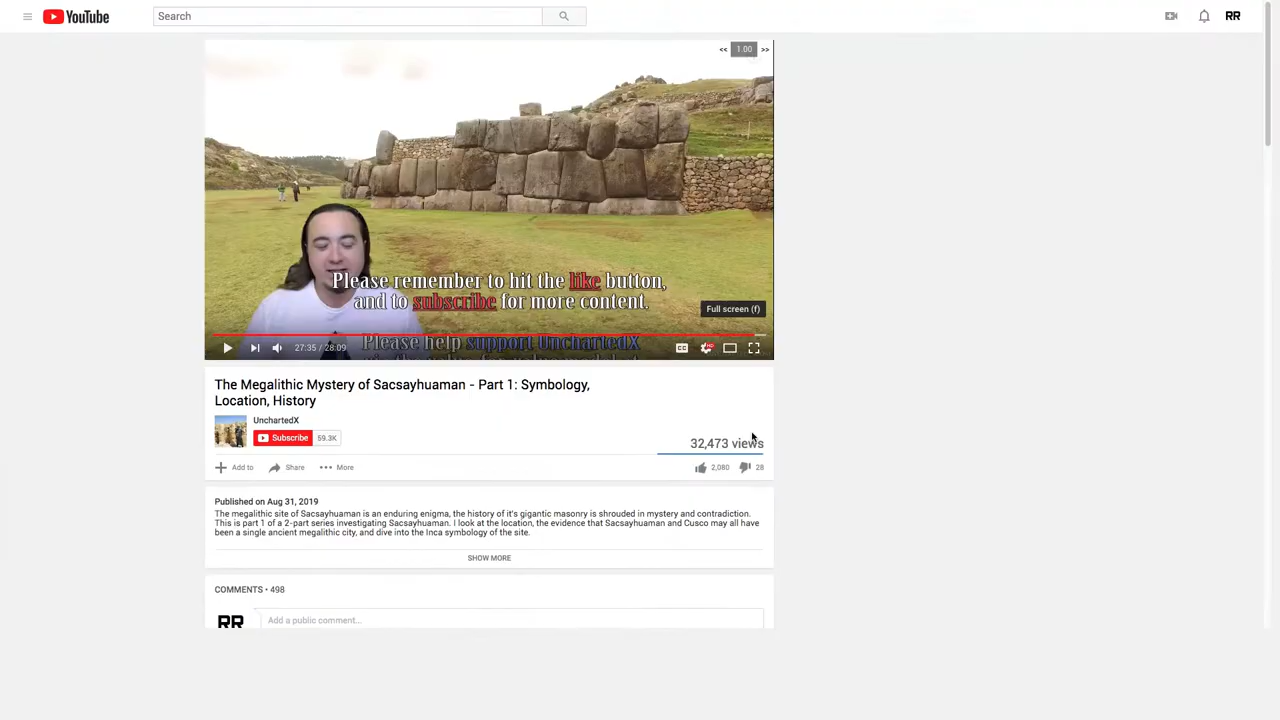 YouTube
Search
RR
<< 1.00 >>
Please remember to hit the like button,
and to subscribe for more content.
Full screen (f)
Please help support UnchartedX
27:35 / 28:09
CC
HD
The Megalithic Mystery of Sacsayhuaman - Part 1: Symbology,
Location, History
UnchartedX
Subscribe 59.3K
32,473 views
Add to Share More
2,080 28
Published on Aug 31, 2019
The megalithic site of Sacsayhuaman is an enduring enigma, the history of it's gigantic masonry is shrouded in mystery and contradiction.
This is part 1 of a 2-part series investigating Sacsayhuaman. I look at the location, the evidence that Sacsayhuaman and Cusco may all have
been a single ancient megalithic city, and dive into the Inca symbology of the site.
SHOW MORE
COMMENTS • 498
RR
Add a public comment...